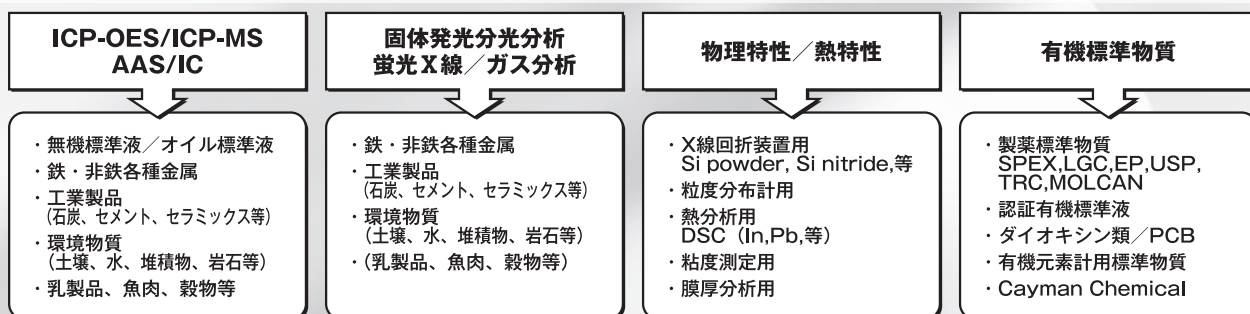 ICP-OES/ICP-MS
AAS/IC
・無機標準液／オイル標準液
・鉄・非鉄各種金属
・工業製品
(石炭、セメント、セラミックス等)
・環境物質
(土壌、水、堆積物、岩石等)
・乳製品、魚肉、穀物等
固体発光分光分析
蛍光X線／ガス分析
・鉄・非鉄各種金属
・工業製品
(石炭、セメント、セラミックス等)
・環境物質
(土壌、水、堆積物、岩石等)
・(乳製品、魚肉、穀物等)
物理特性／熱特性
・X線回折装置用
Si powder, Si nitride,等
・粒度分布計用
・熱分析用
DSC（In,Pb,等）
・粘度測定用
・膜厚分析用
有機標準物質
・製薬標準物質
SPEX,LGC,EP,USP,
TRC,MOLCAN
・認証有機標準液
・ダイオキシン類／PCB
・有機元素計用標準物質
・Cayman Chemical